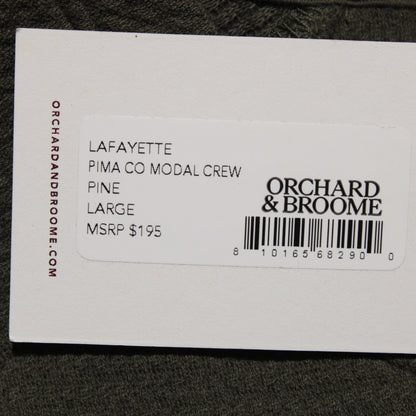 ORCHARDANDBROOME.COM
LAFAYETTE
PIMA CO MODAL CREW
PINE
LARGE
MSRP $195
ORCHARD
& BROOME
8 10165 68290 0